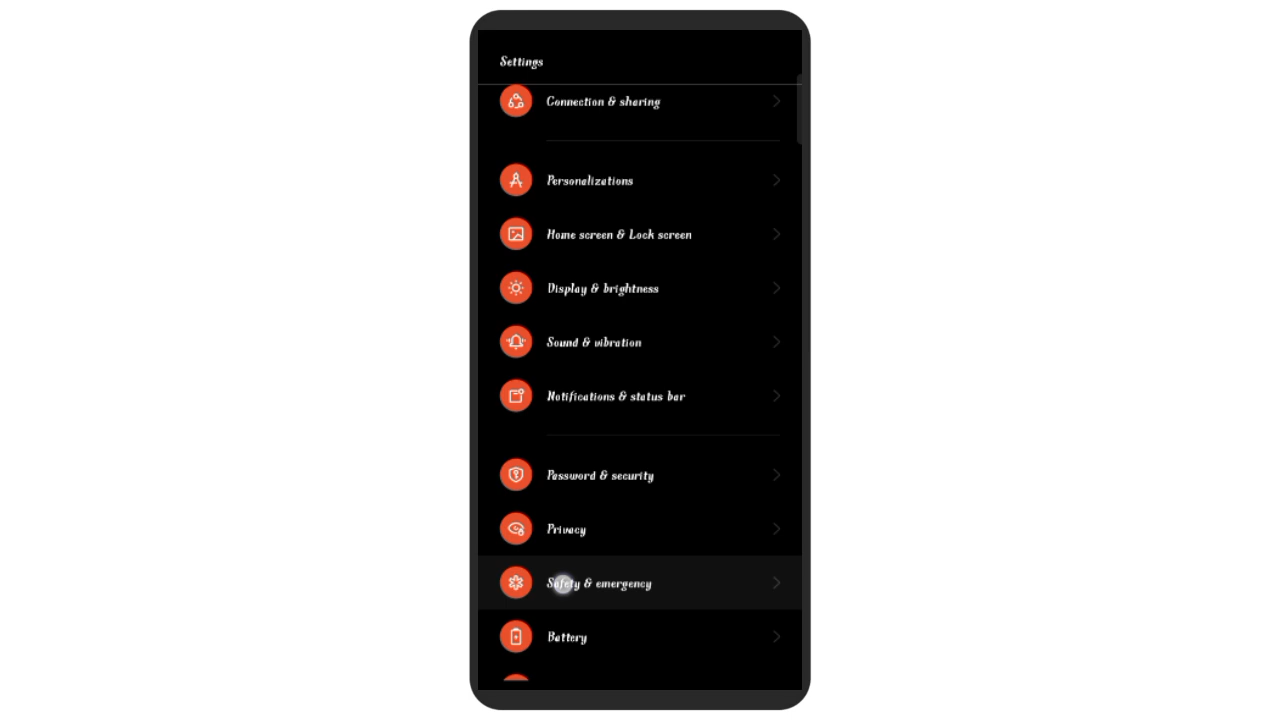 Settings
Connection & sharing
Personalizations
Home screen & Lock screen
Display & brightness
Sound & vibration
Notifications & status bar
Password & security
Privacy
Safety & emergency
Battery